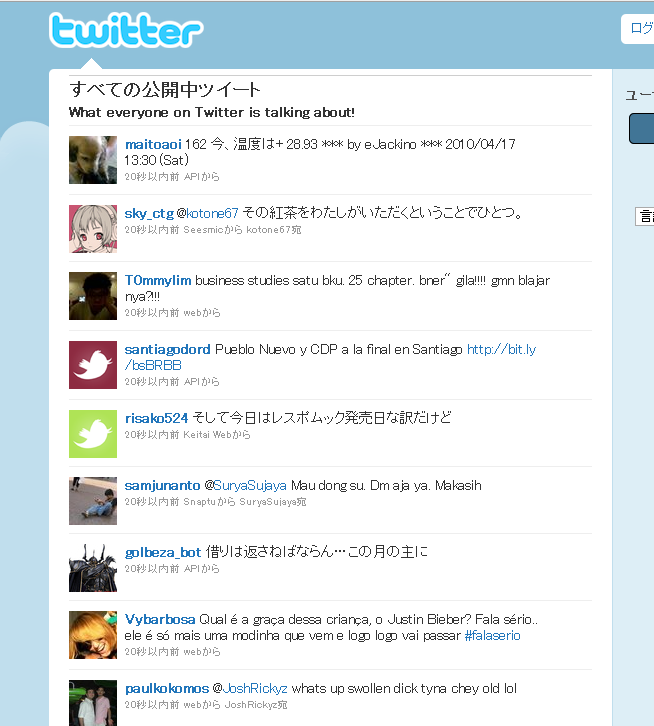 twitter
ログ
すべての公開中ツイート
What everyone on Twitter is talking about!
ユー
maitoaoi 162 今、温度は+ 28.93 *** by eJackino *** 2010/04/17
13:30 (Sat)
20秒以内前 APIから
sky_ctg @kotone67 その紅茶をわたしがいただくということでひとつ。
20秒以内前 Seesmicから kotone67宛
言語
T0mmylim business studies satu bku. 25 chapter. bner" gila!!!! gmn blajar
nya?!!!
20秒以内前 webから
santiagodord Pueblo Nuevo y CDP a la final en Santiago http://bit.ly
/bsBRBB
20秒以内前 APIから
risako524 そして今日はレスポムック発売日な訳だけど
20秒以内前 Keitai Webから
samjunanto @SuryaSujaya Mau dong su. Dm aja ya. Makasih
20秒以内前 Snaptuから SuryaSujaya宛
golbeza_bot 借りは返さねばならん…この月の主に
20秒以内前 APIから
Vybarbosa Qual é a graça dessa criança, o Justin Bieber? Fala sério..
ele é só mais uma modinha que vem e logo logo vai passar #falaserio
20秒以内前 webから
paulkokomos @JoshRickyz whats up swollen dick tyna chey old lol
20秒以内前 webから JoshRickyz宛